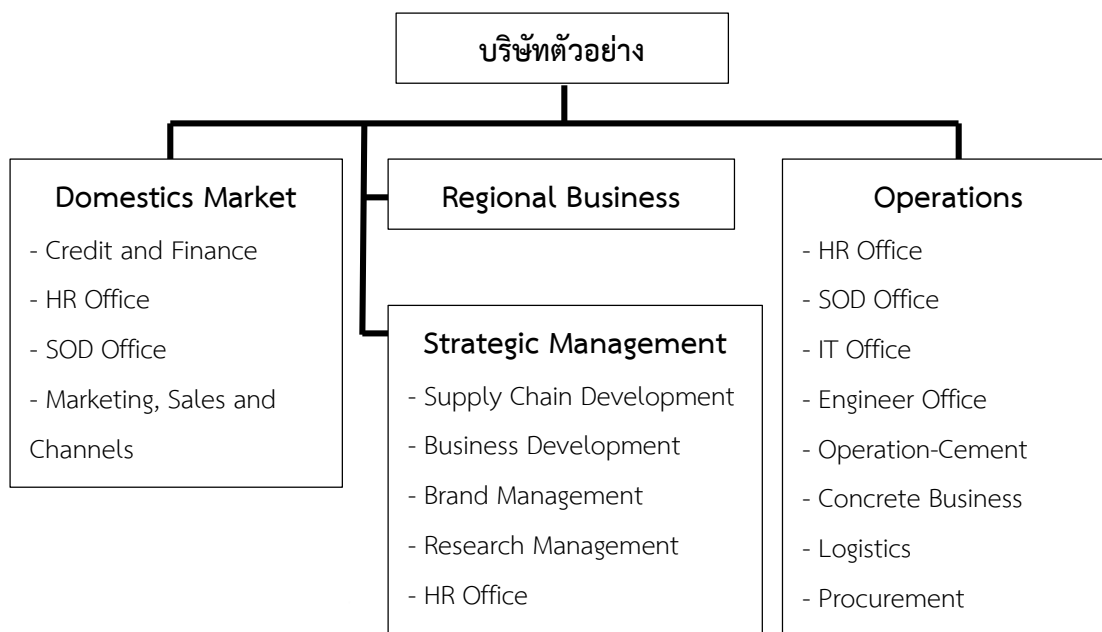 บริษัทตัวอย่าง
Domestics Market
- Credit and Finance
- HR Office
- SOD Office
- Marketing, Sales and
Channels
Regional Business
Strategic Management
- Supply Chain Development
- Business Development
- Brand Management
- Research Management
- HR Office
Operations
- HR Office
- SOD Office
- IT Office
- Engineer Office
- Operation-Cement
- Concrete Business
- Logistics
- Procurement